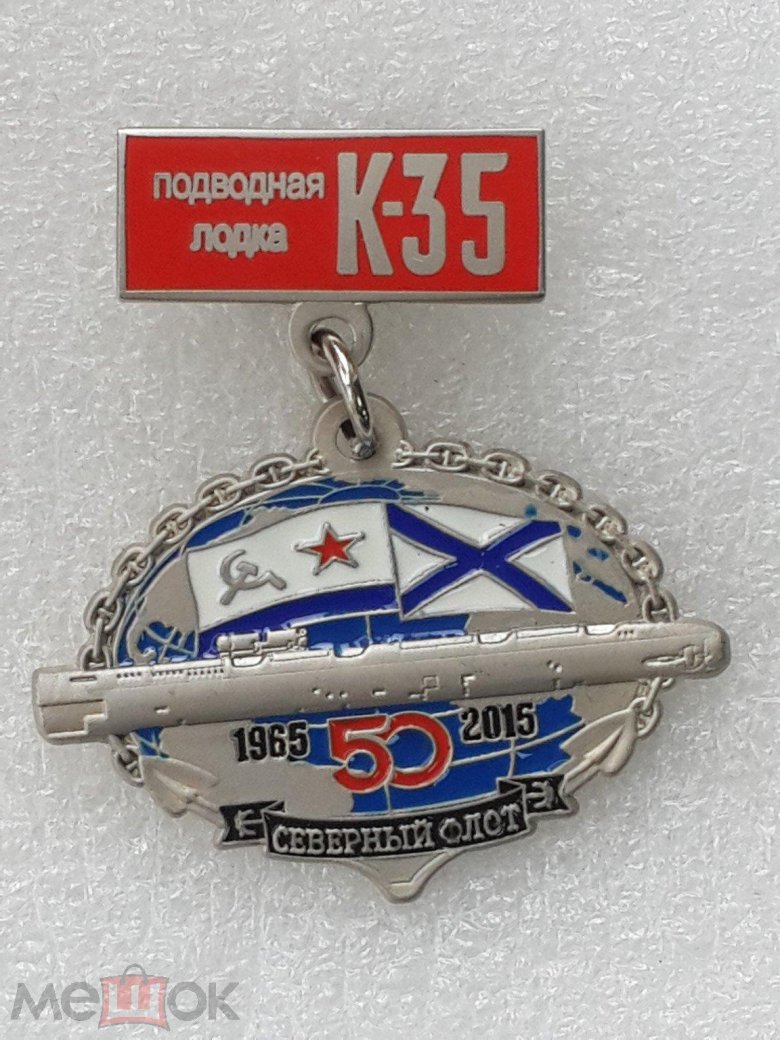 подводная
лодка
К-35
1965 50 2015
СЕВЕРНЫЙ ФЛОТ
мешок